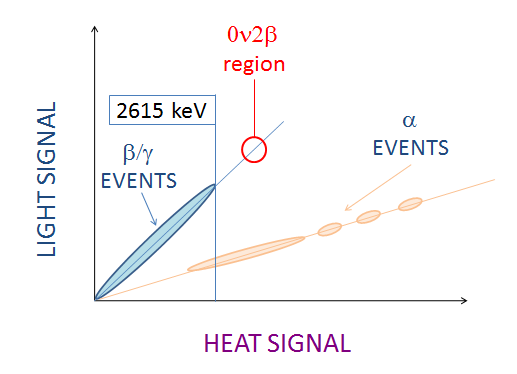 0ν2β
region
2615 keV
β/γ
EVENTS
α
EVENTS
LIGHT SIGNAL
HEAT SIGNAL